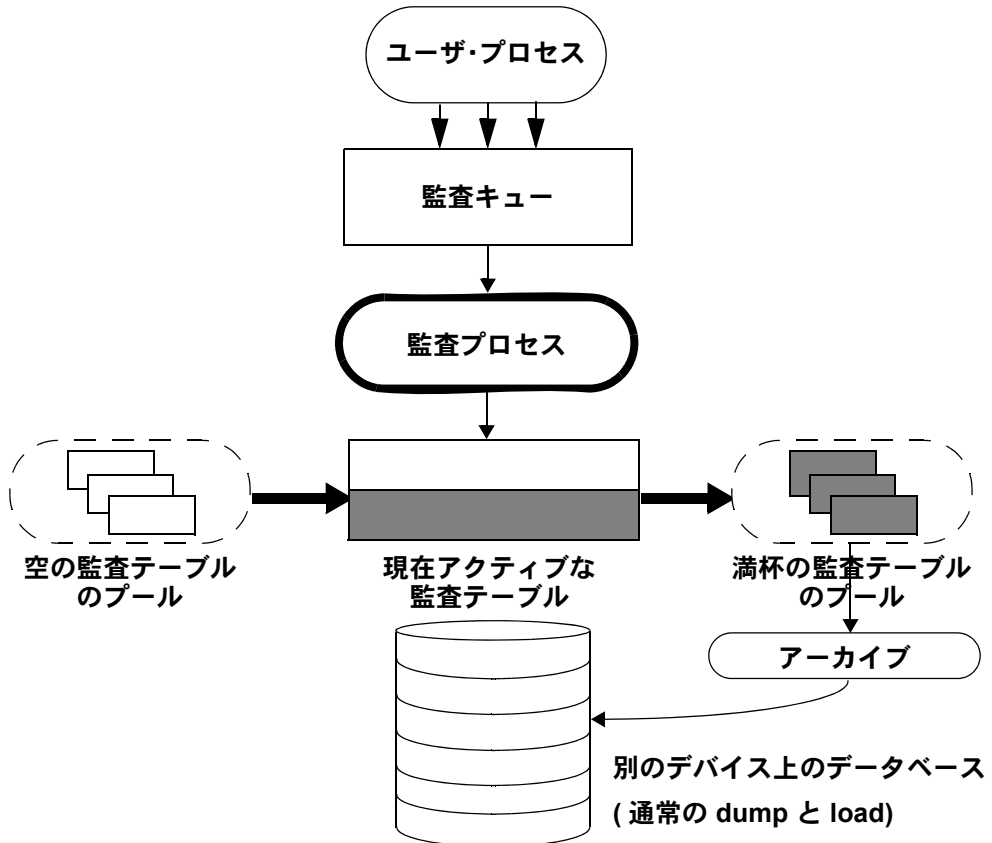 ユーザ・プロセス
監査キュー
監査プロセス
空の監査テーブル
のプール
現在アクティブな
監査テーブル
満杯の監査テーブル
のプール
アーカイブ
別のデバイス上のデータベース
( 通常の dump と load)